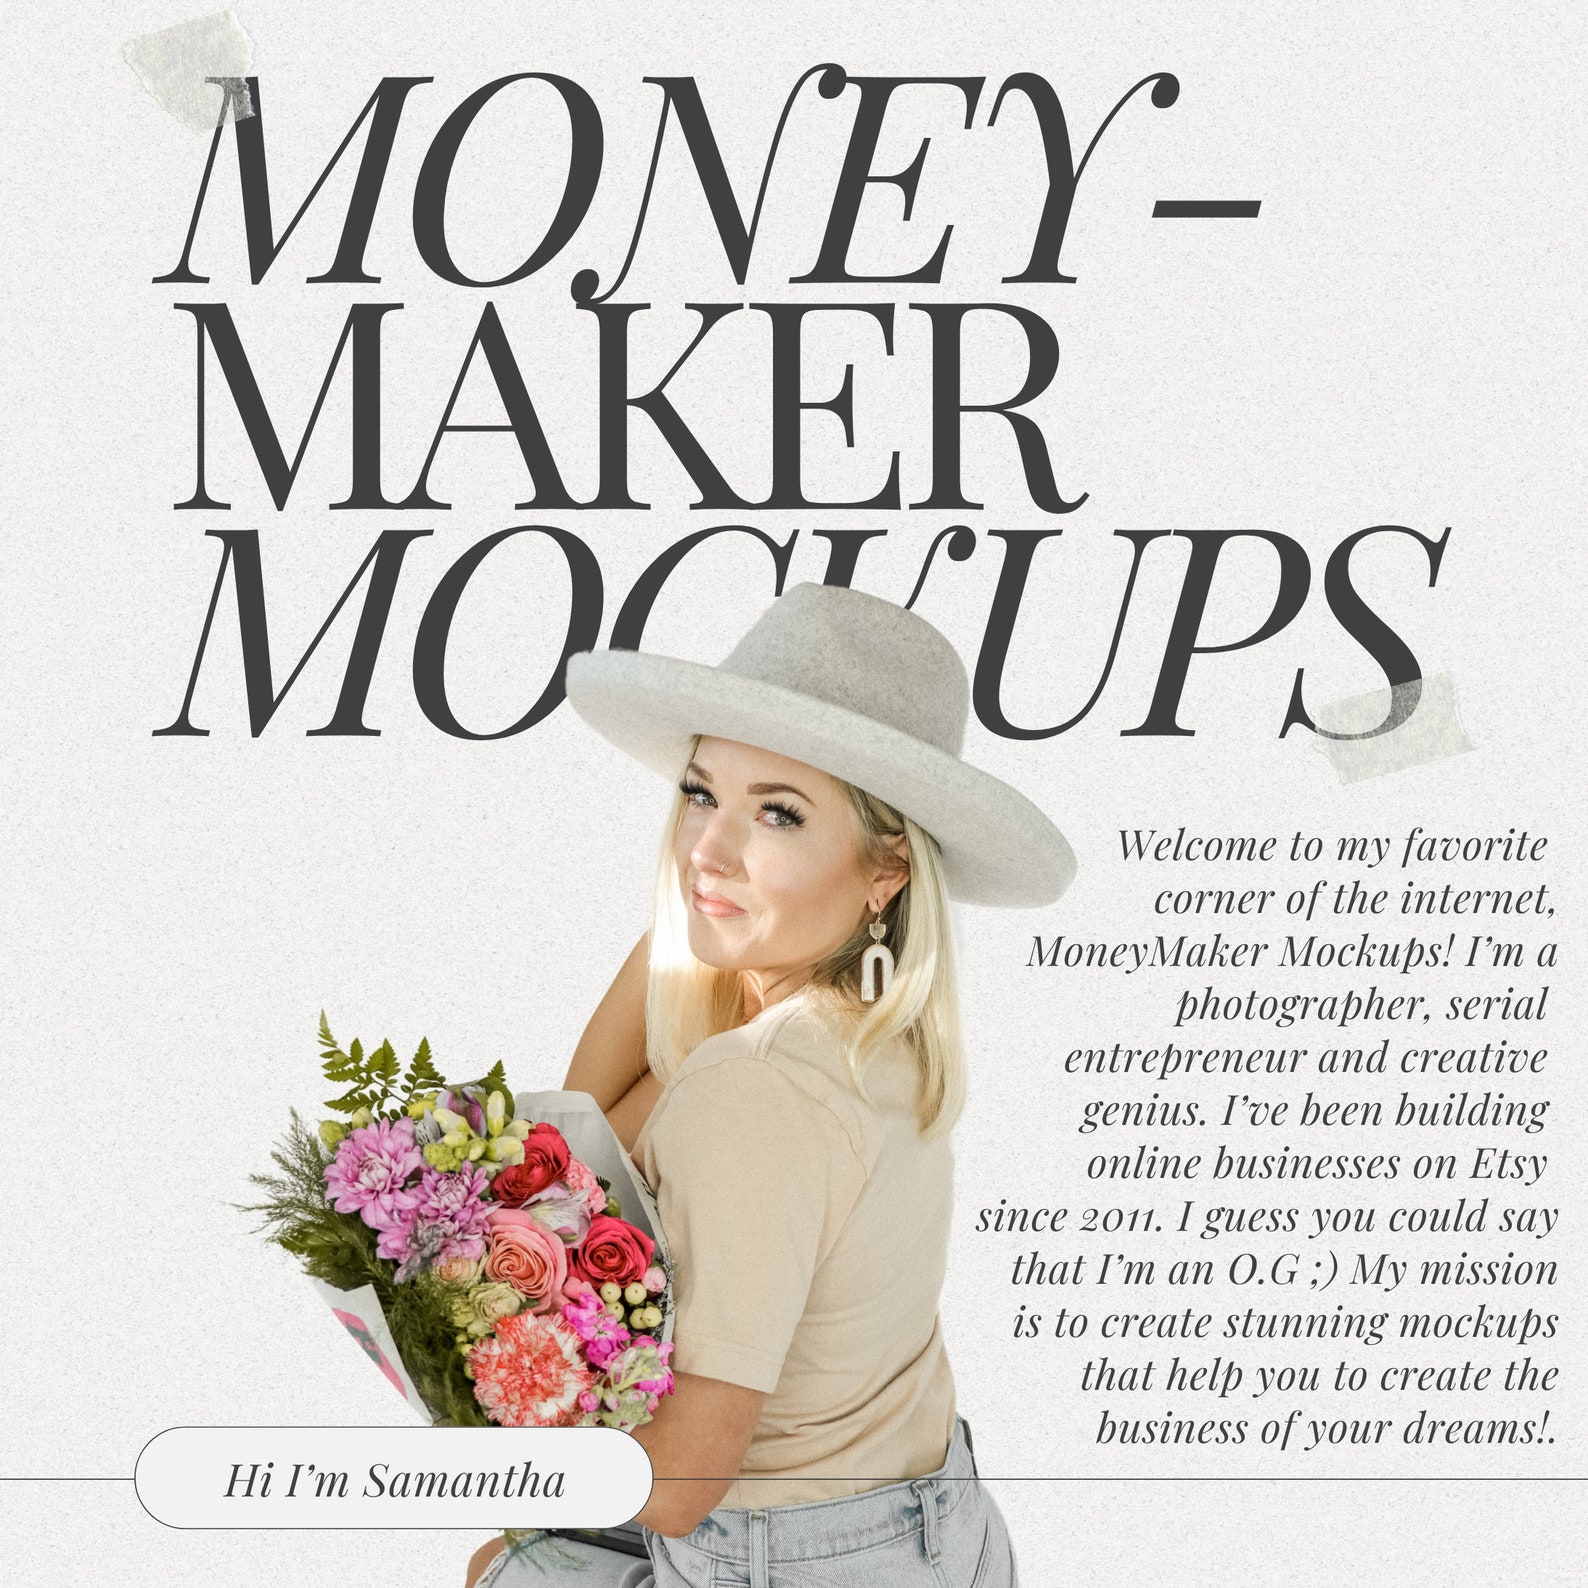 MONEY-
MAKER
MOCKUPS
Welcome to my favorite
corner of the internet,
MoneyMaker Mockups! I’m a
photographer, serial
entrepreneur and creative
genius. I’ve been building
online businesses on Etsy
since 2011. I guess you could say
that I’m an O.G ;) My mission
is to create stunning mockups
that help you to create the
business of your dreams!.
Hi I’m Samantha